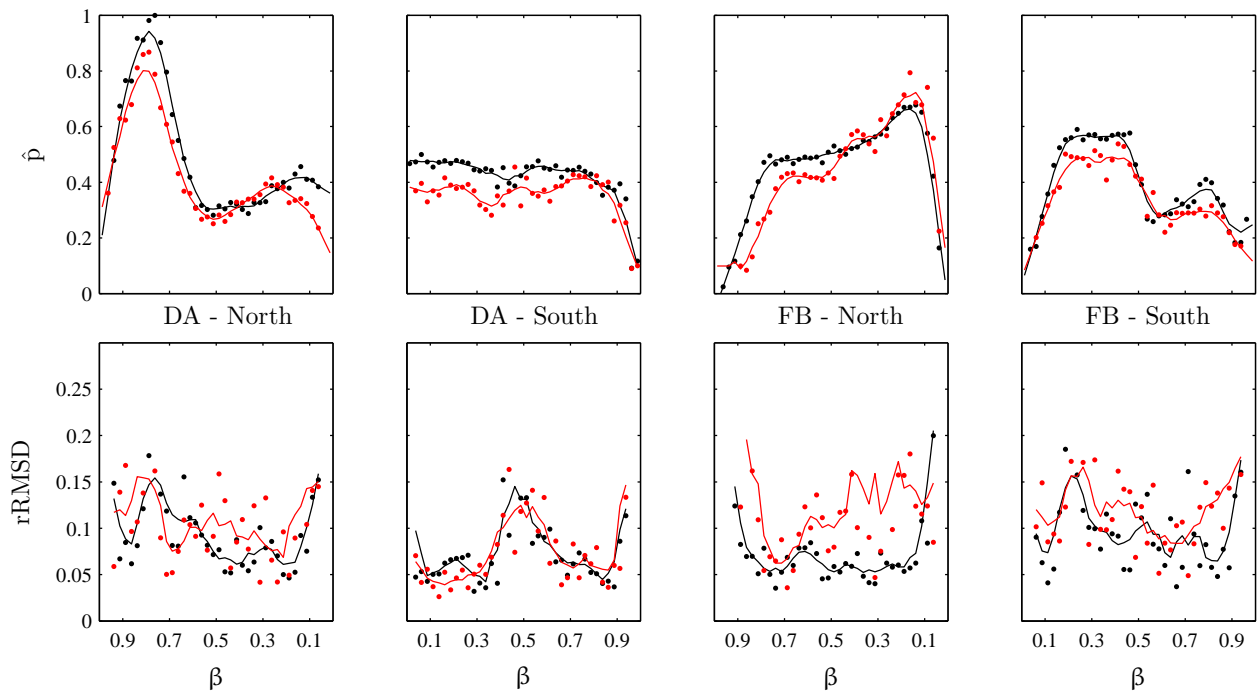 1
0.8
0.6
0.4
0.2
0
p̂
DA - North
DA - South
FB - North
FB - South
0.25
0.2
0.15
0.1
0.05
0
rRMSD
0.9 0.7 0.5 0.3 0.1
0.1 0.3 0.5 0.7 0.9
0.9 0.7 0.5 0.3 0.1
0.1 0.3 0.5 0.7 0.9
β
β
β
β